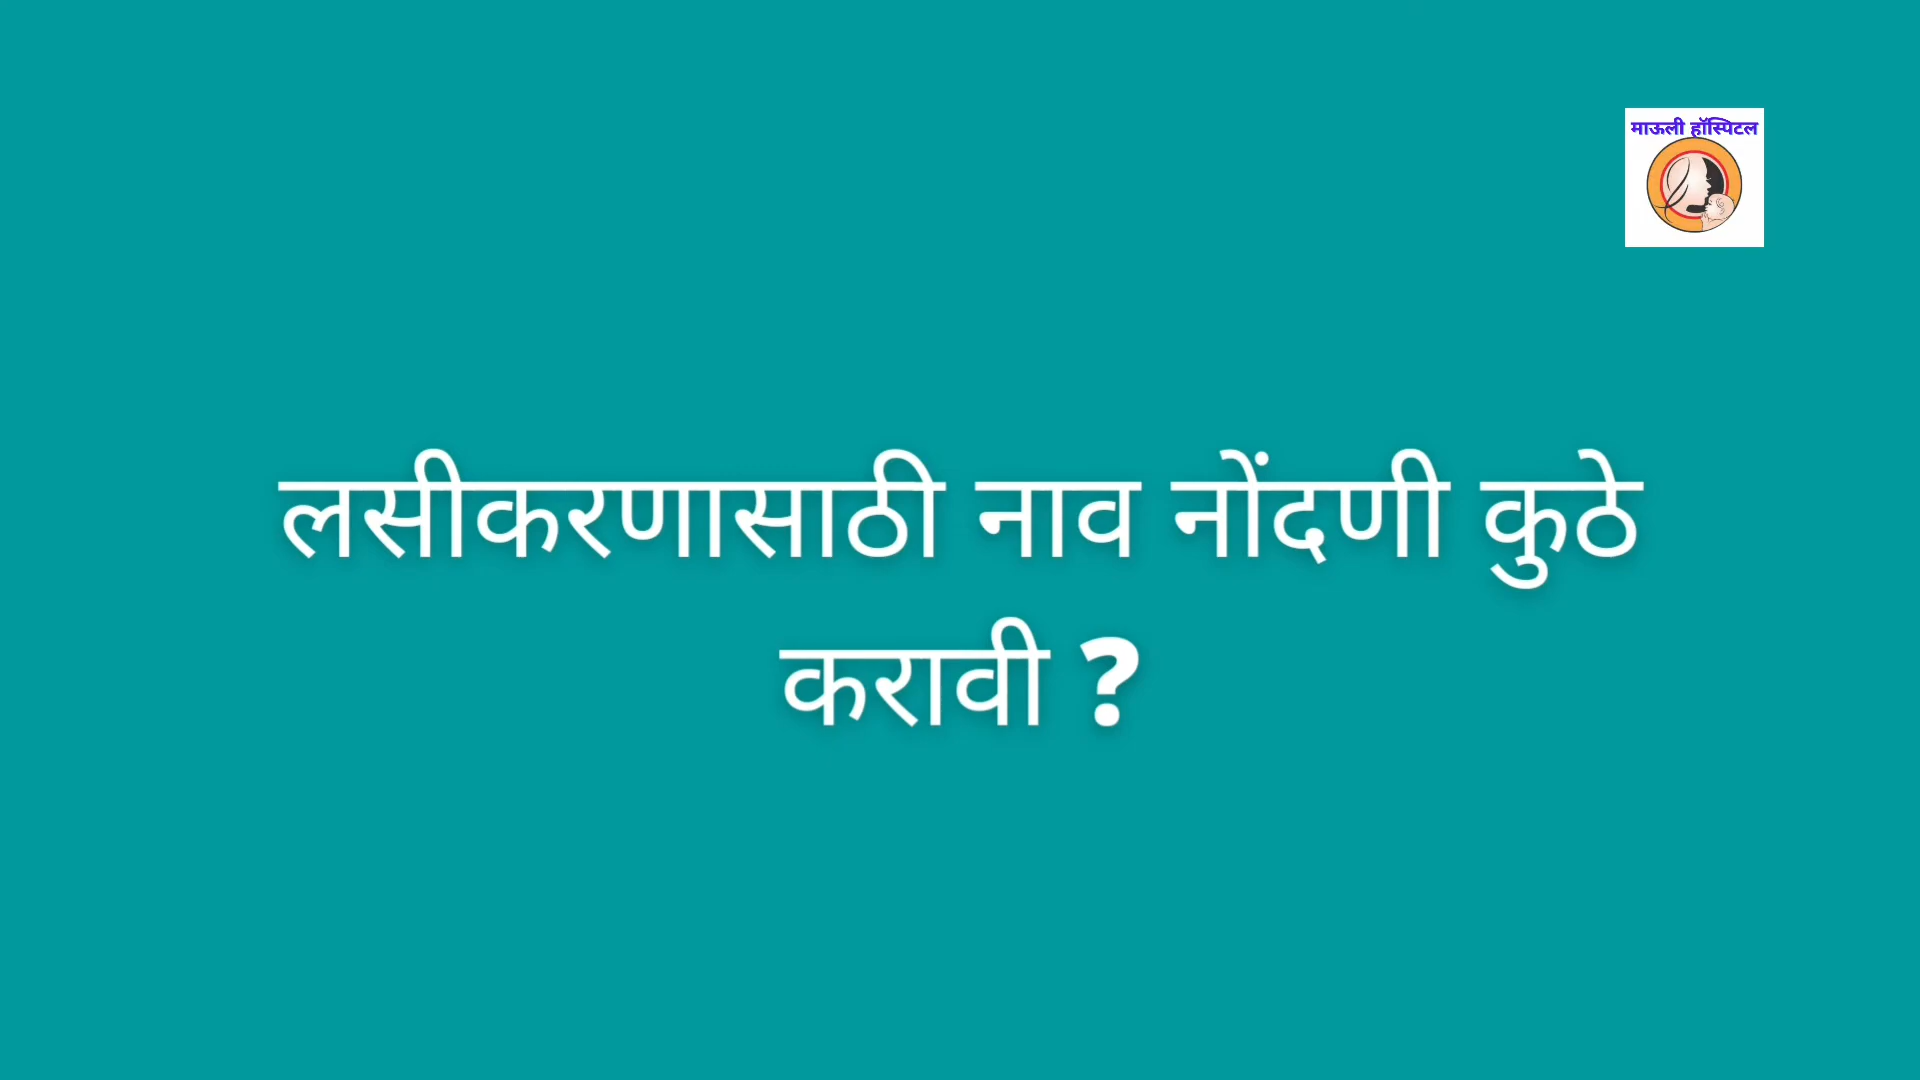 माऊली हॉस्पिटल
लसीकरणासाठी नाव नोंदणी कुठे
करावी ?